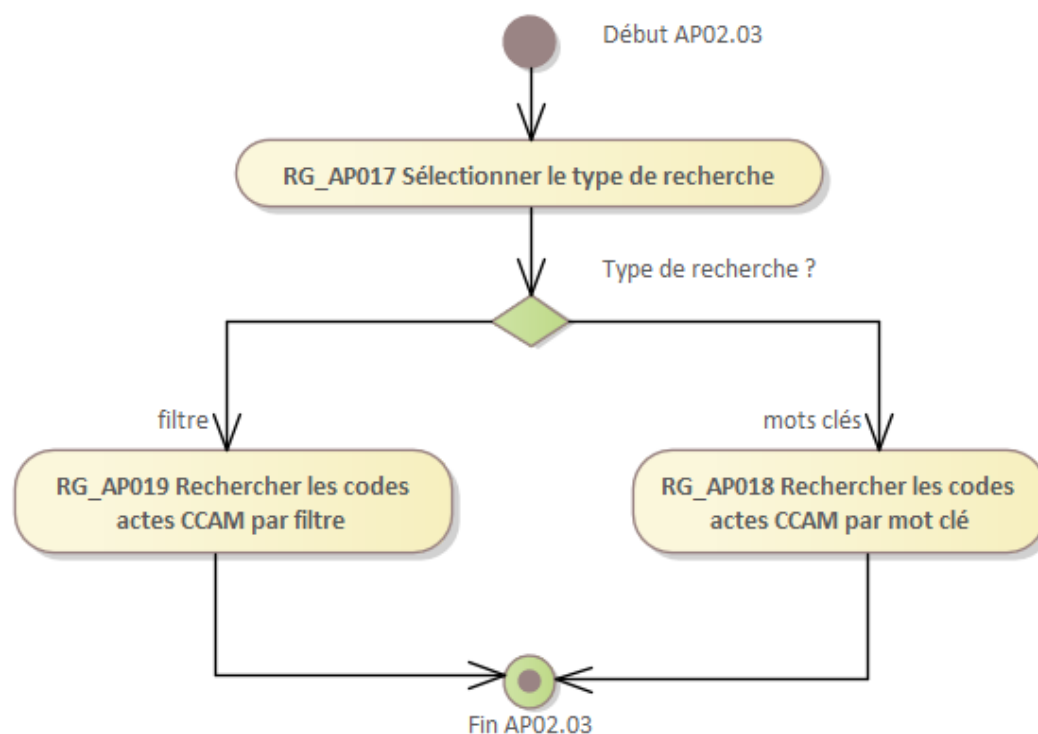 Début AP02.03
RG_AP017 Sélectionner le type de recherche
Type de recherche ?
filtre
mots clés
RG_AP019 Rechercher les codes
actes CCAM par filtre
RG_AP018 Rechercher les codes
actes CCAM par mot clé
Fin AP02.03